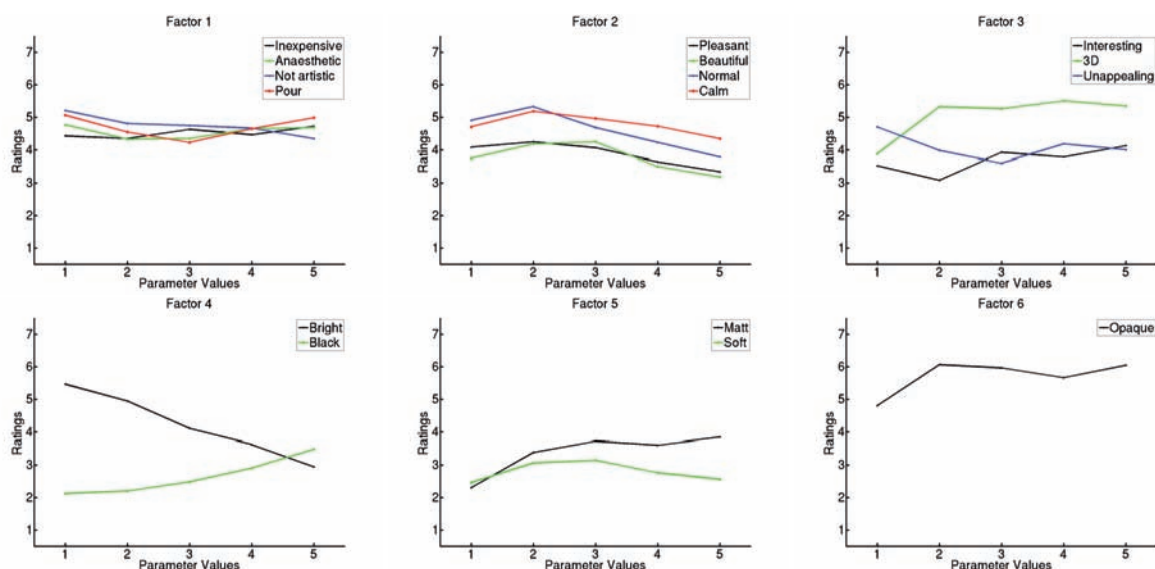 Factor 1
7
6
5
4
3
2
1
Ratings
Inexpensive
Anaesthetic
Not artistic
Pour
1 2 3 4 5
Parameter Values
Factor 2
7
6
5
4
3
2
1
Ratings
Pleasant
Beautiful
Normal
Calm
1 2 3 4 5
Parameter Values
Factor 3
7
6
5
4
3
2
1
Ratings
Interesting
3D
Unappealing
1 2 3 4 5
Parameter Values
Factor 4
7
6
5
4
3
2
1
Ratings
Bright
Black
1 2 3 4 5
Parameter Values
Factor 5
7
6
5
4
3
2
1
Ratings
Matt
Soft
1 2 3 4 5
Parameter Values
Factor 6
7
6
5
4
3
2
1
Ratings
Opaque
1 2 3 4 5
Parameter Values